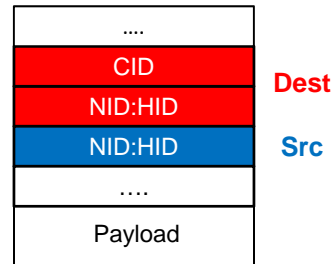 ....
CID
Dest
NID:HID
NID:HID
Src
....
Payload